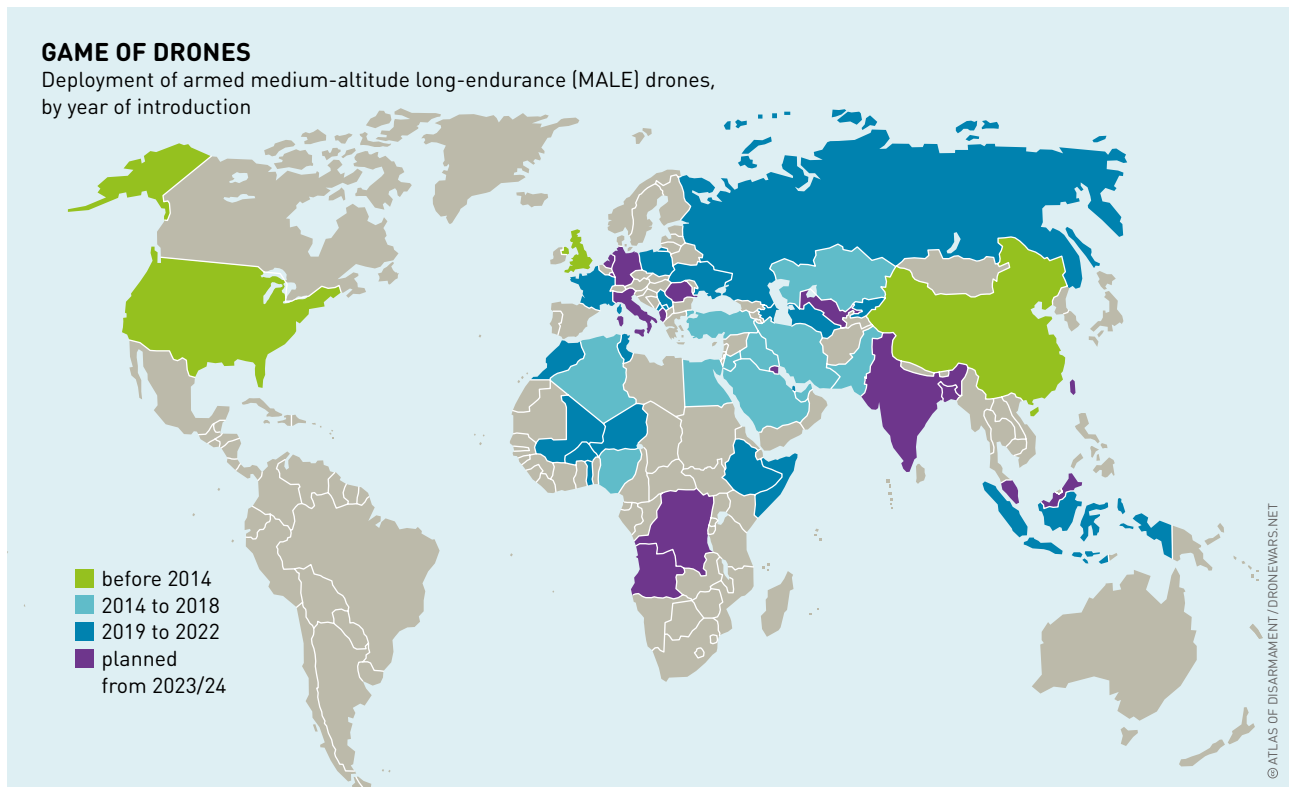 GAME OF DRONES
Deployment of armed medium-altitude long-endurance (MALE) drones,
by year of introduction
before 2014
2014 to 2018
2019 to 2022
planned
from 2023/24
© ATLAS OF DISARMAMENT / DRONEWARS.NET